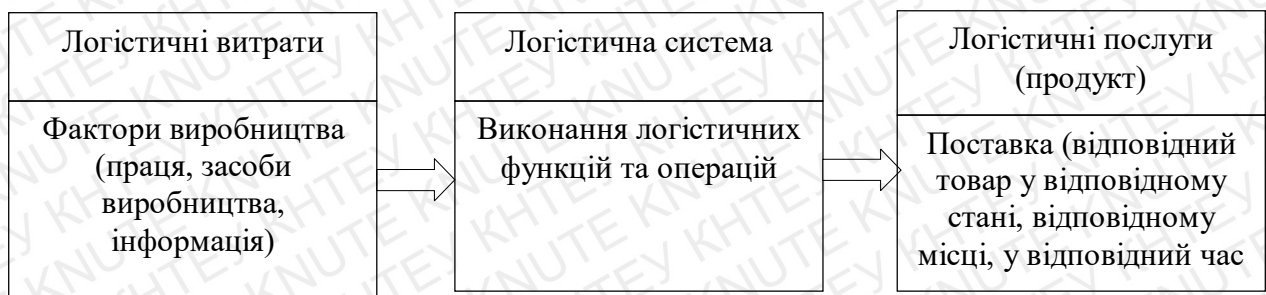 Логістичні витрати
Фактори виробництва
(праця, засоби
виробництва,
інформація)
Логістична система
Виконання логістичних
функцій та операцій
Логістичні послуги
(продукт)
Поставка (відповідний
товар у відповідному
стані, відповідному
місці, у відповідний час